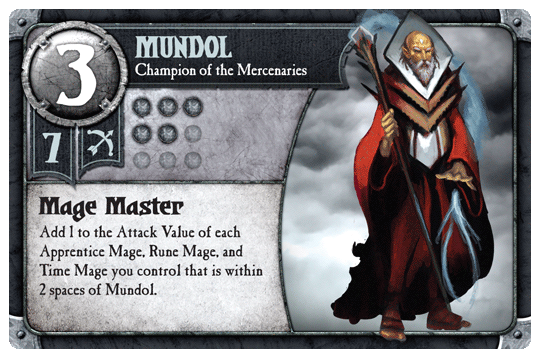 3
MUNDOL
Champion of the Mercenaries
1
Mage Master
Add 1 to the Attack Value of each
Apprentice Mage, Rune Mage, and
Time Mage you control that is within
2 spaces of Mundol.